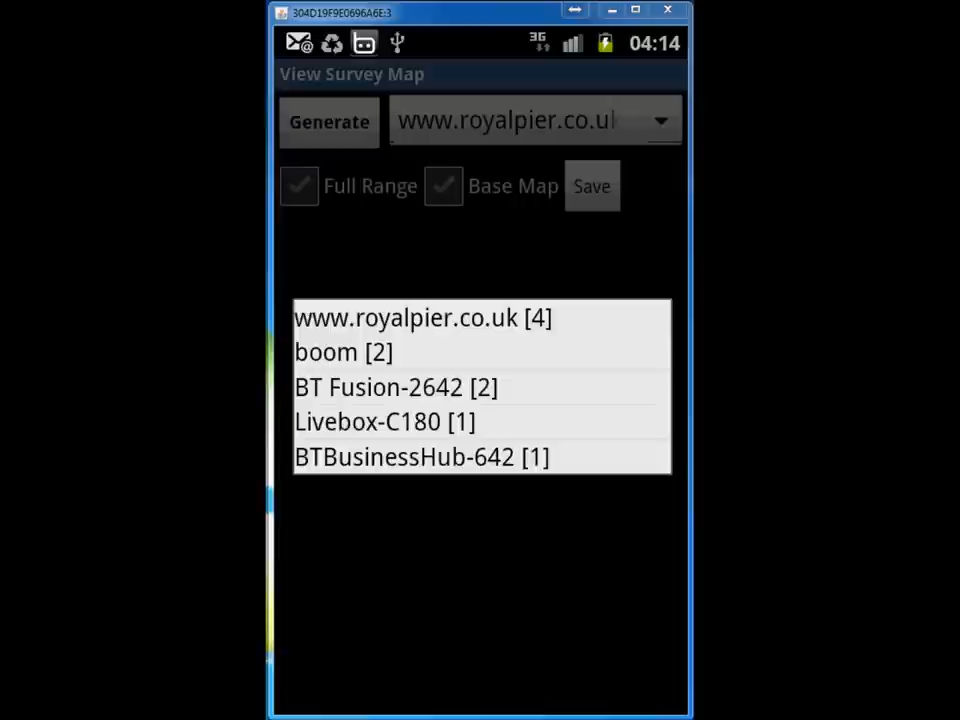 304D19F9E0696A6E:3
3G 04:14
View Survey Map
Generate www.royalpier.co.uk
Full Range Base Map Save
www.royalpier.co.uk [4]
boom [2]
BT Fusion-2642 [2]
Livebox-C180 [1]
BTBusinessHub-642 [1]